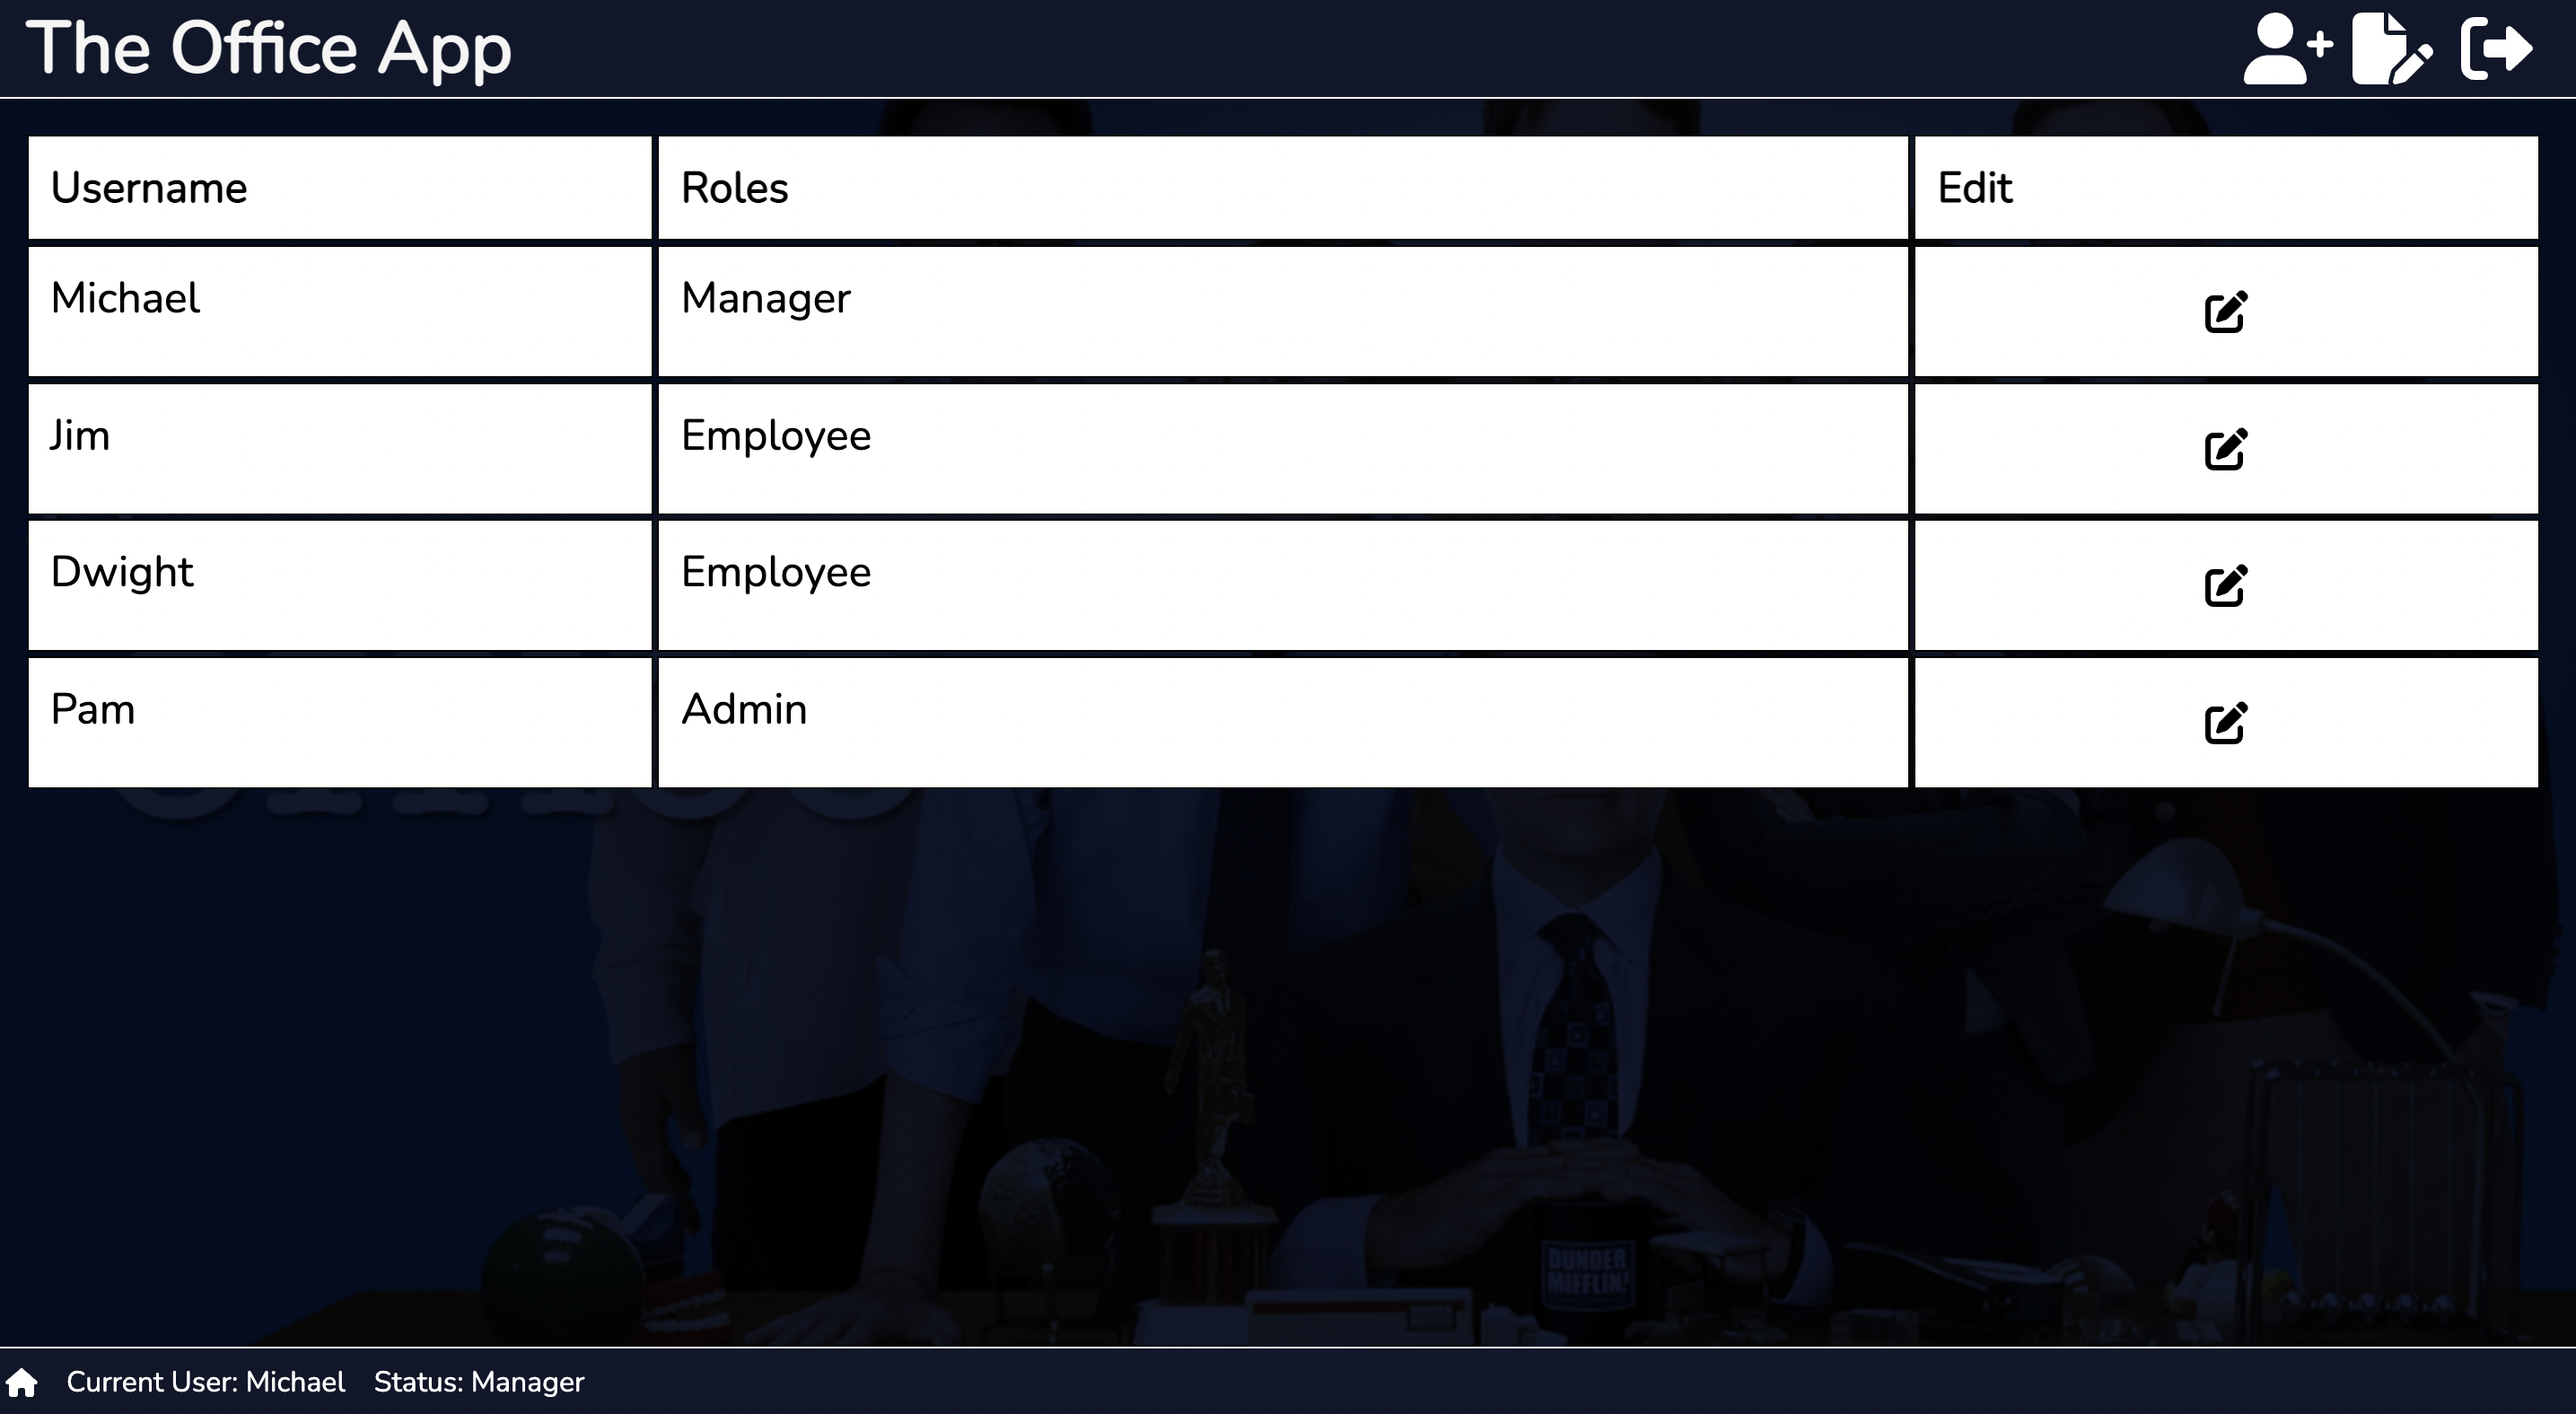 The Office App
Username Roles Edit
Michael Manager
Jim Employee
Dwight Employee
Pam Admin
DUNDER
MIFFLIN
Current User: Michael Status: Manager